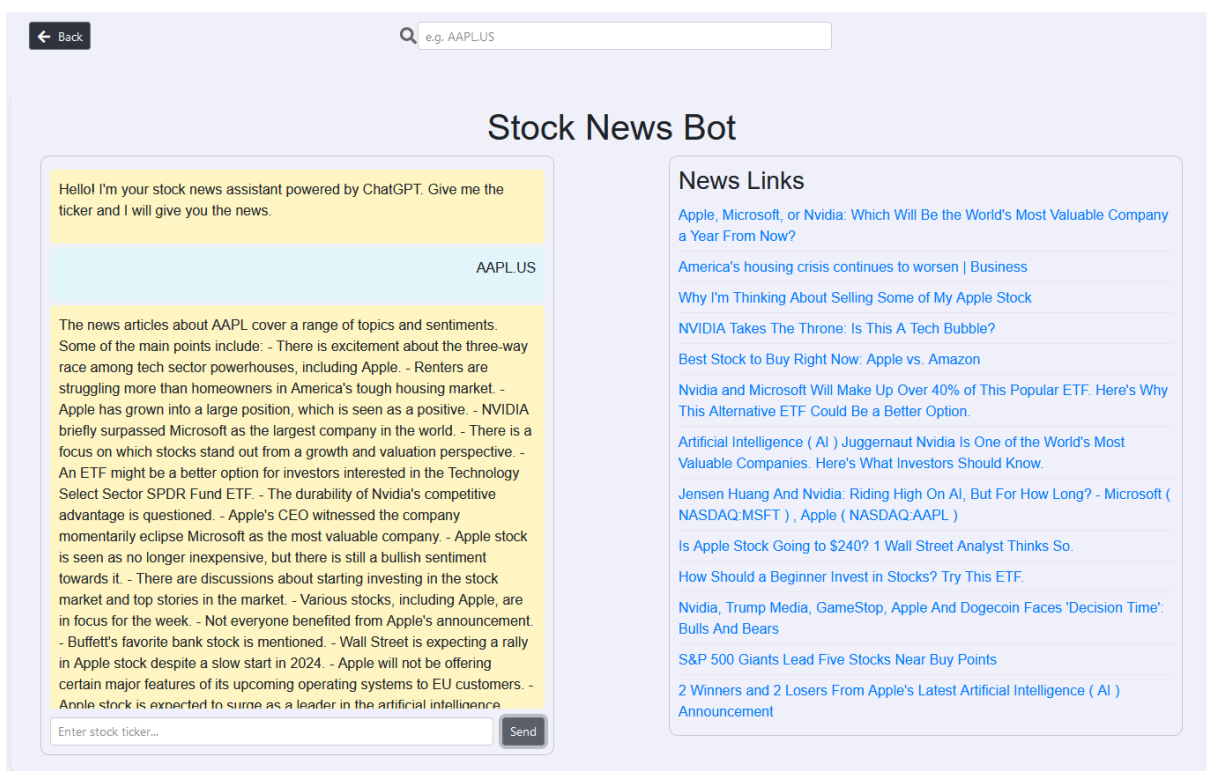 Back
e.g. AAPL.US
Stock News Bot
Hello! I'm your stock news assistant powered by ChatGPT. Give me the
ticker and I will give you the news.
AAPL.US
The news articles about AAPL cover a range of topics and sentiments.
Some of the main points include: - There is excitement about the three-way
race among tech sector powerhouses, including Apple. - Renters are
struggling more than homeowners in America's tough housing market. -
Apple has grown into a large position, which is seen as a positive. - NVIDIA
briefly surpassed Microsoft as the largest company in the world. - There is a
focus on which stocks stand out from a growth and valuation perspective. -
An ETF might be a better option for investors interested in the Technology
Select Sector SPDR Fund ETF. - The durability of Nvidia's competitive
advantage is questioned. - Apple's CEO witnessed the company
momentarily eclipse Microsoft as the most valuable company. - Apple stock
is seen as no longer inexpensive, but there is still a bullish sentiment
towards it. - There are discussions about starting investing in the stock
market and top stories in the market. - Various stocks, including Apple, are
in focus for the week. - Not everyone benefited from Apple's announcement.
- Buffett's favorite bank stock is mentioned. - Wall Street is expecting a rally
in Apple stock despite a slow start in 2024. - Apple will not be offering
certain major features of its upcoming operating systems to EU customers. -
Apple stock is expected to surge as a leader in the artificial intelligence
Enter stock ticker...
Send
News Links
Apple, Microsoft, or Nvidia: Which Will Be the World's Most Valuable Company
a Year From Now?
America's housing crisis continues to worsen | Business
Why I'm Thinking About Selling Some of My Apple Stock
NVIDIA Takes The Throne: Is This A Tech Bubble?
Best Stock to Buy Right Now: Apple vs. Amazon
Nvidia and Microsoft Will Make Up Over 40% of This Popular ETF. Here's Why
This Alternative ETF Could Be a Better Option.
Artificial Intelligence ( AI ) Juggernaut Nvidia Is One of the World's Most
Valuable Companies. Here's What Investors Should Know.
Jensen Huang And Nvidia: Riding High On AI, But For How Long? - Microsoft (
NASDAQ:MSFT ) , Apple ( NASDAQ:AAPL )
Is Apple Stock Going to $240? 1 Wall Street Analyst Thinks So.
How Should a Beginner Invest in Stocks? Try This ETF.
Nvidia, Trump Media, GameStop, Apple And Dogecoin Faces 'Decision Time':
Bulls And Bears
S&P 500 Giants Lead Five Stocks Near Buy Points
2 Winners and 2 Losers From Apple's Latest Artificial Intelligence ( AI )
Announcement